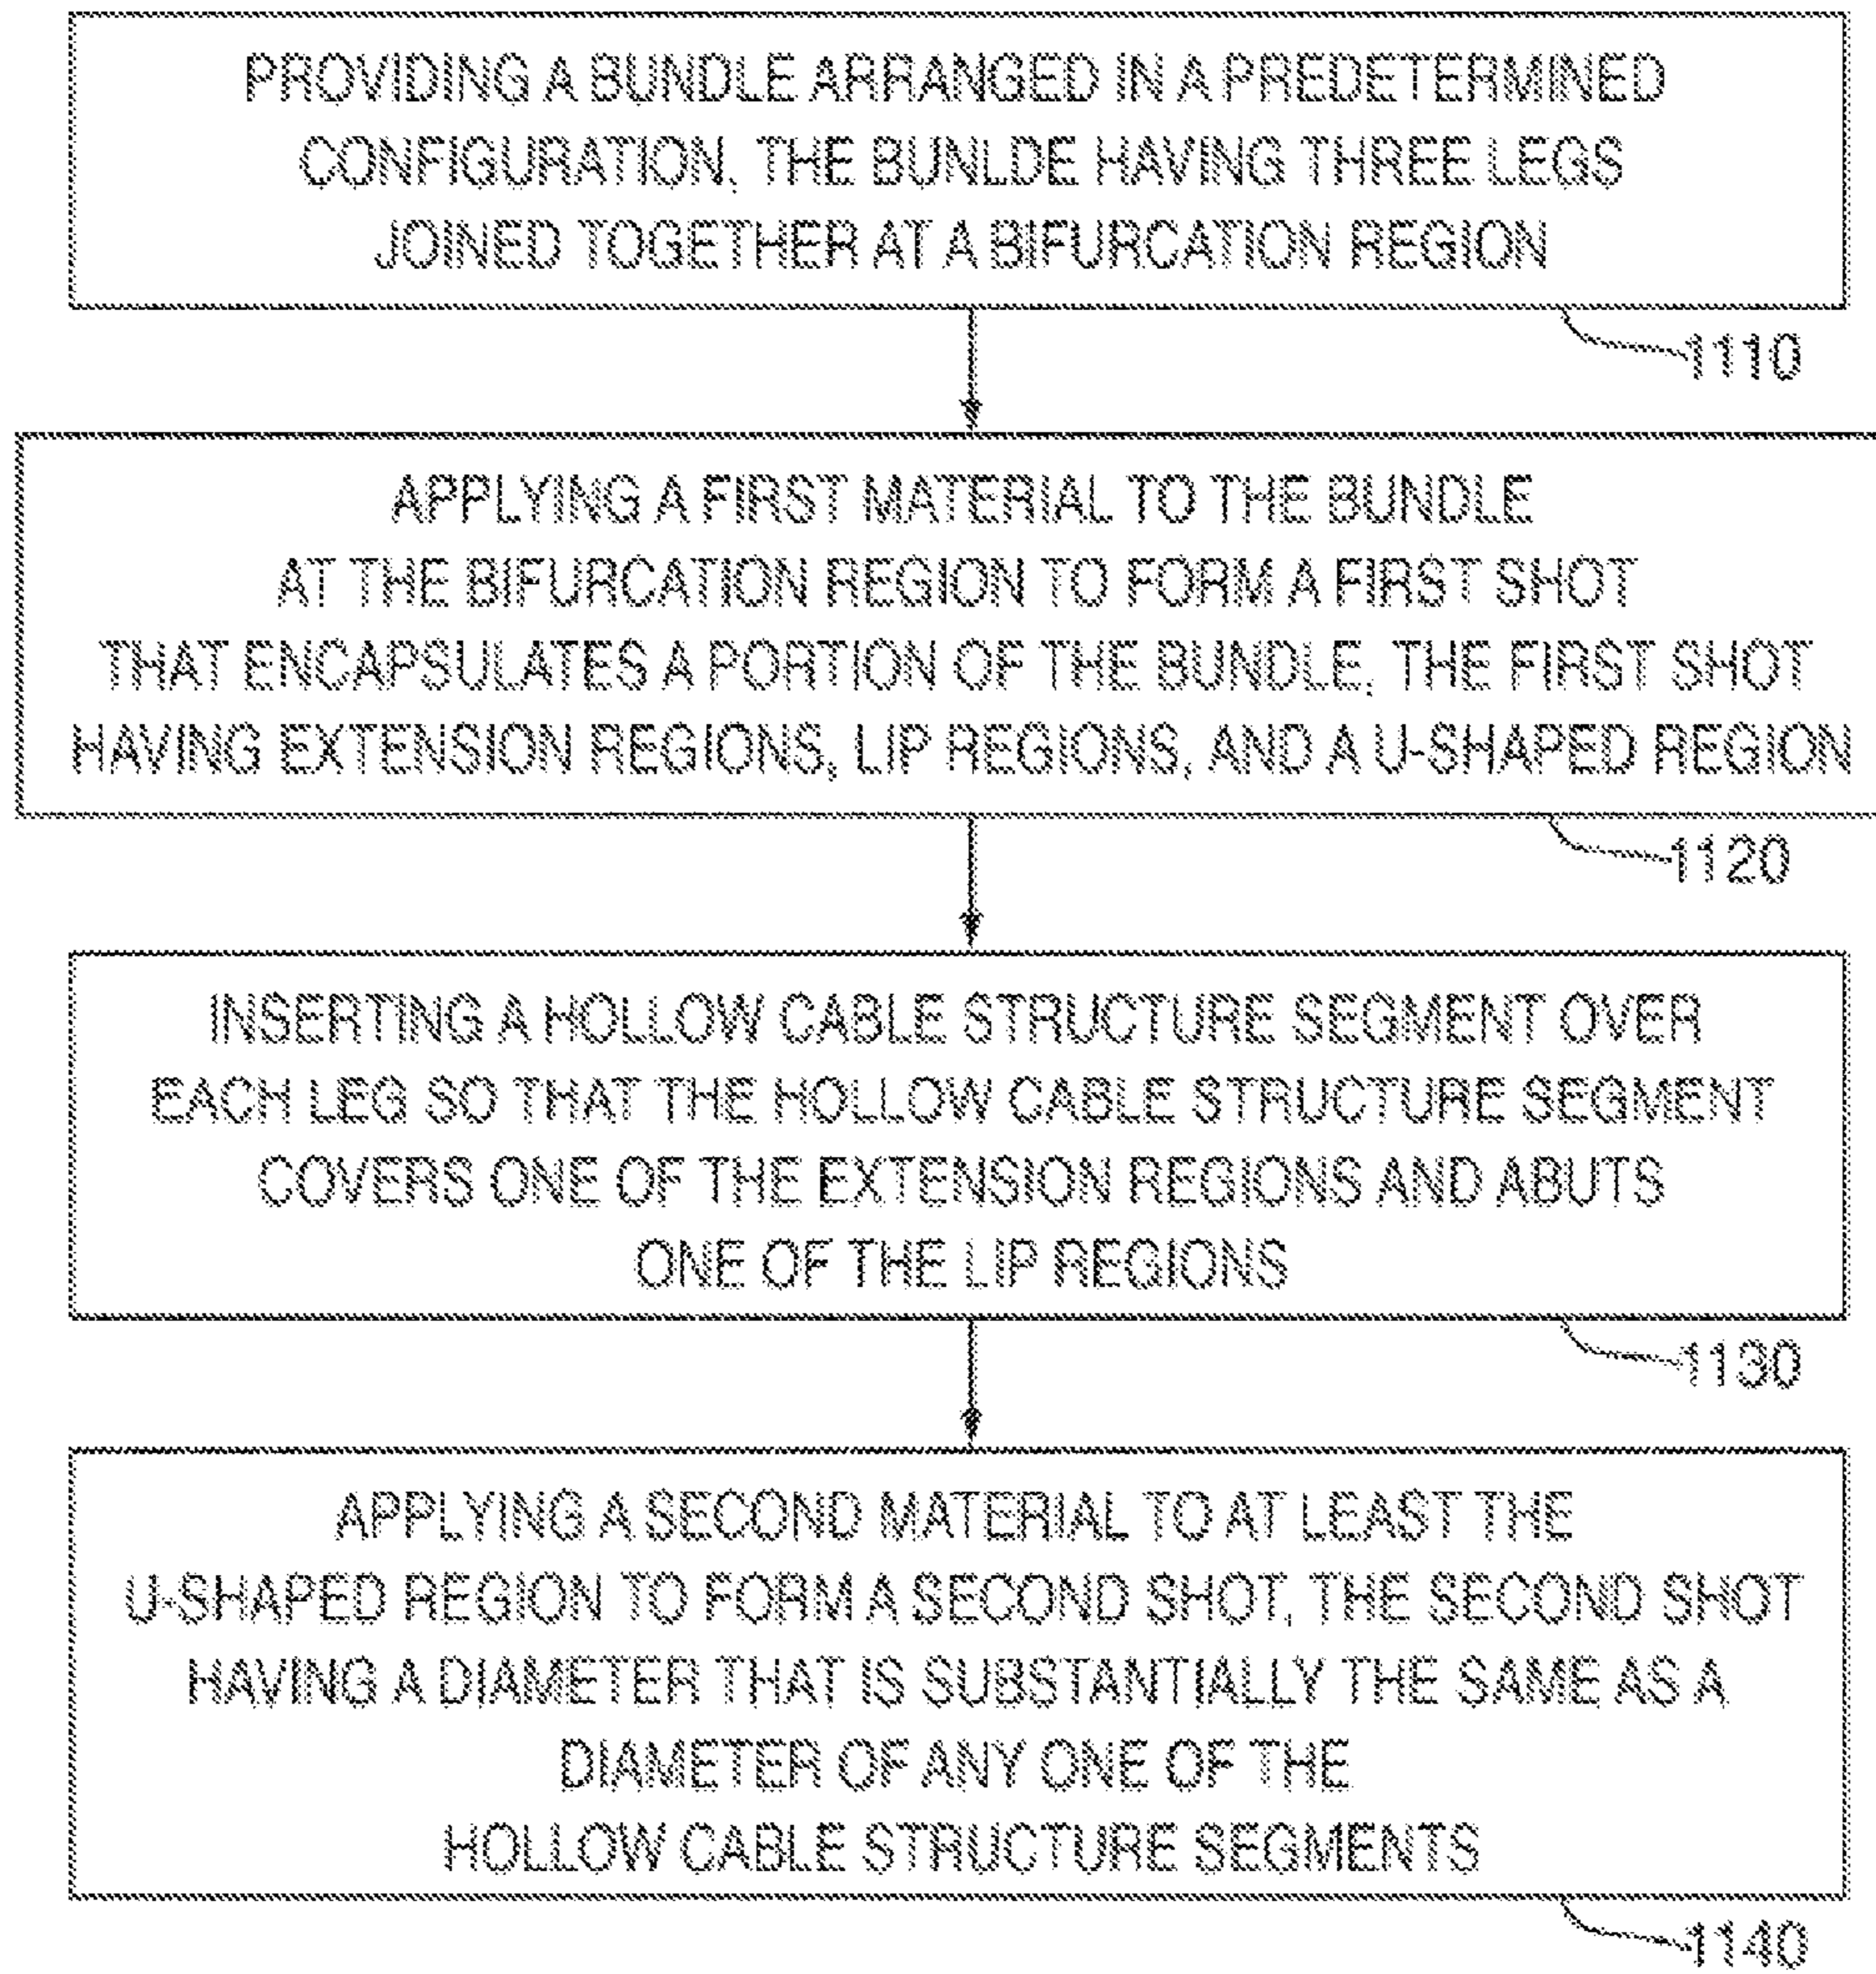 PROVIDING A BUNDLE ARRANGED IN A PREDETERMINED
CONFIGURATION, THE BUNLDE HAVING THREE LEGS
JOINED TOGETHER AT A BIFURCATION REGION
1110
APPLYING A FIRST MATERIAL TO THE BUNDLE
AT THE BIFURCATION REGION TO FORM A FIRST SHOT
THAT ENCAPSULATES A PORTION OF THE BUNDLE, THE FIRST SHOT
HAVING EXTENSION REGIONS, LIP REGIONS, AND A U-SHAPED REGION
1120
INSERTING A HOLLOW CABLE STRUCTURE SEGMENT OVER
EACH LEG SO THAT THE HOLLOW CABLE STRUCTURE SEGMENT
COVERS ONE OF THE EXTENSION REGIONS AND ABUTS
ONE OF THE LIP REGIONS
1130
APPLYING A SECOND MATERIAL TO AT LEAST THE
U-SHAPED REGION TO FORM A SECOND SHOT, THE SECOND SHOT
HAVING A DIAMETER THAT IS SUBSTANTIALLY THE SAME AS A
DIAMETER OF ANY ONE OF THE
HOLLOW CABLE STRUCTURE SEGMENTS
1140